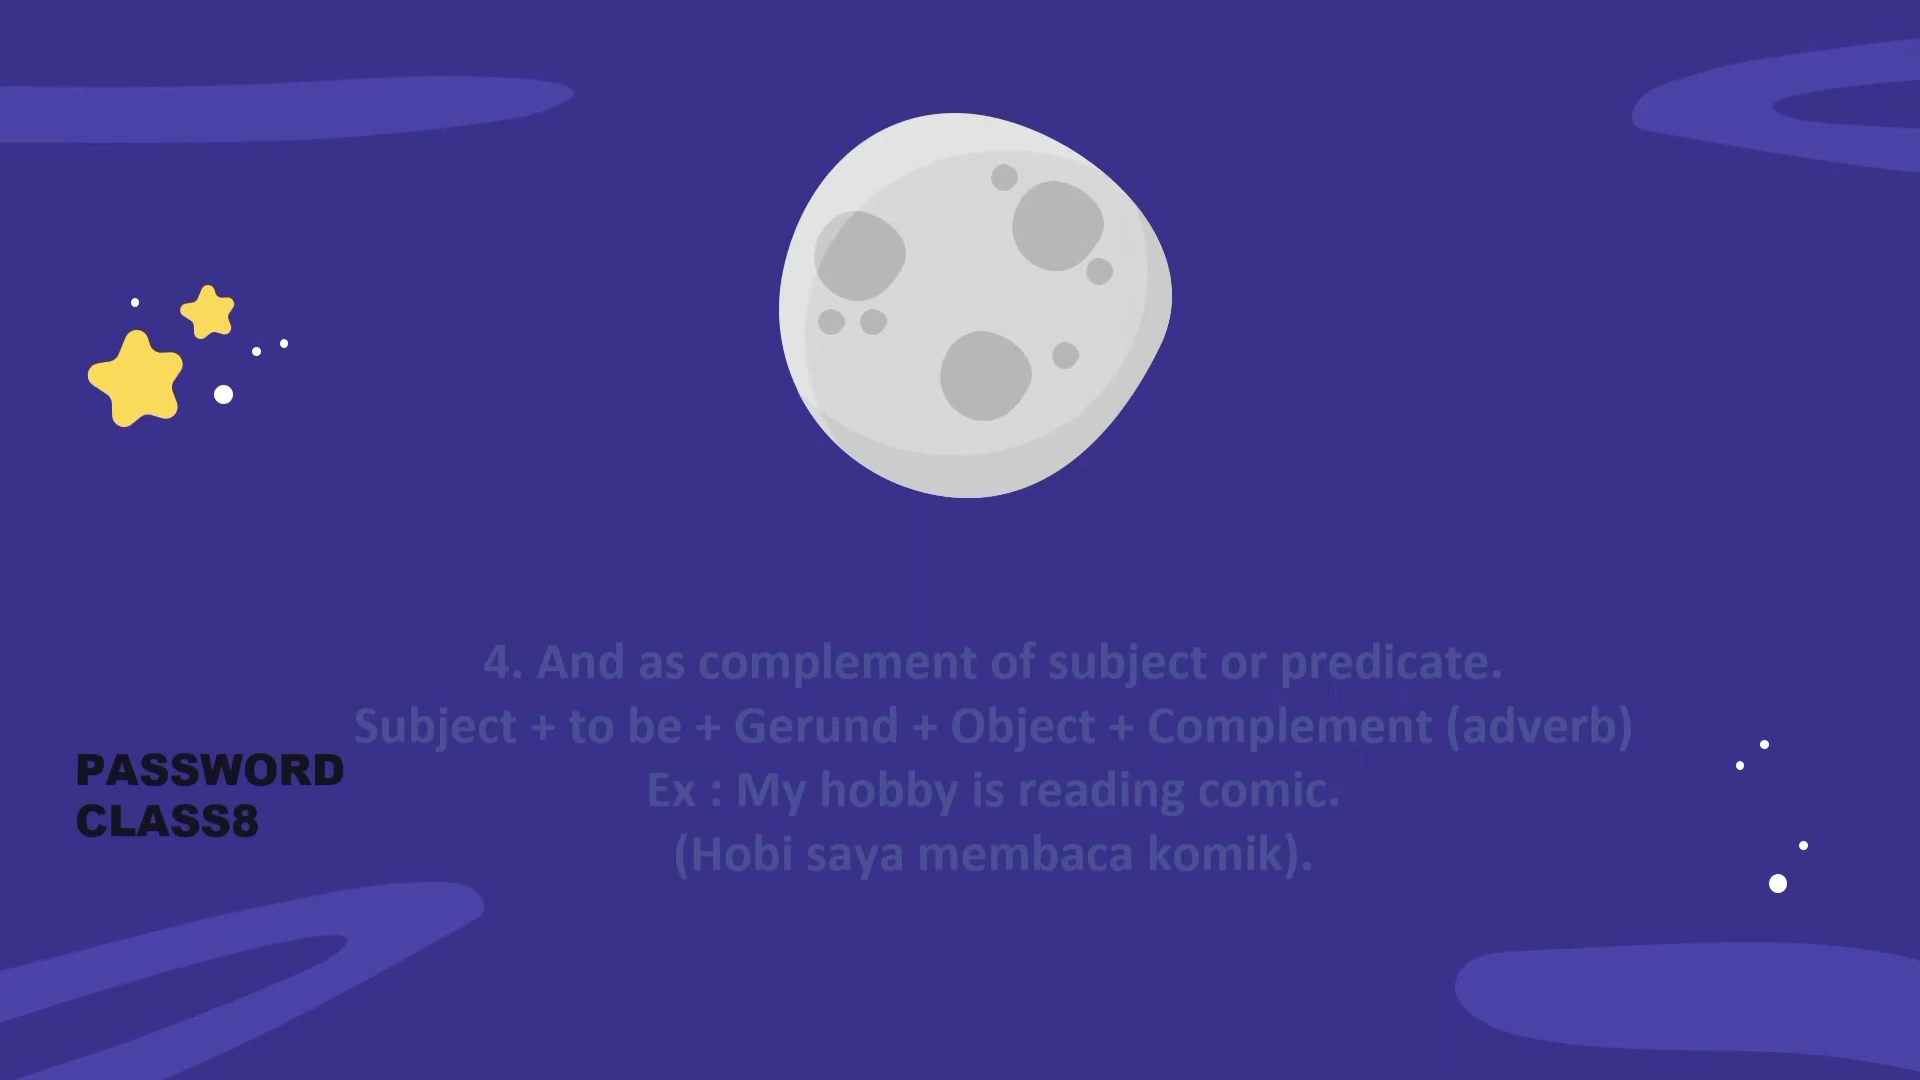 4. And as complement of subject or predicate.
Subject + to be + Gerund + Object + Complement (adverb)
Ex : My hobby is reading comic.
(Hobi saya membaca komik).
PASSWORD
CLASS8